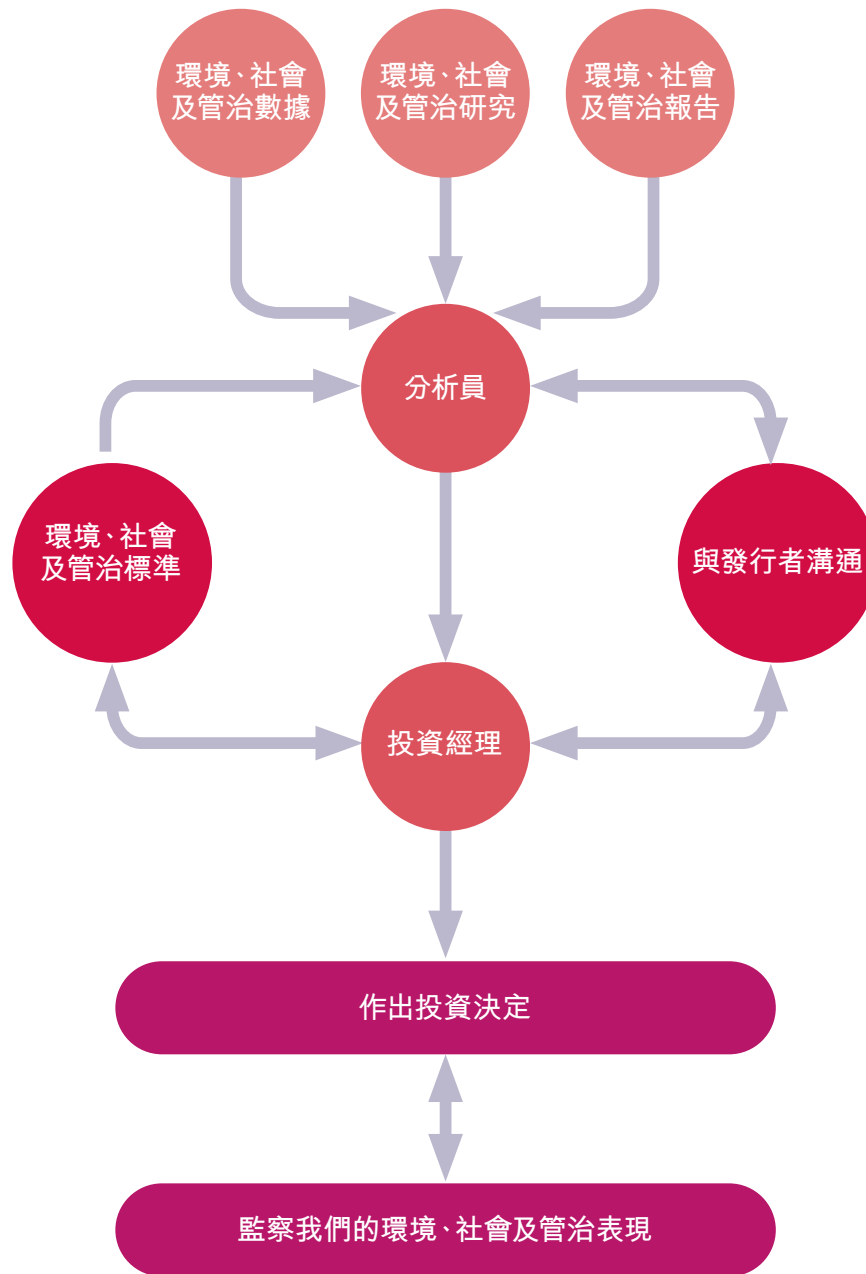 環境、社會
及管治數據
環境、社會
及管治研究
環境、社會
及管治報告
分析員
環境、社會
及管治標準
與發行者溝通
投資經理
作出投資決定
監察我們的環境、社會及管治表現